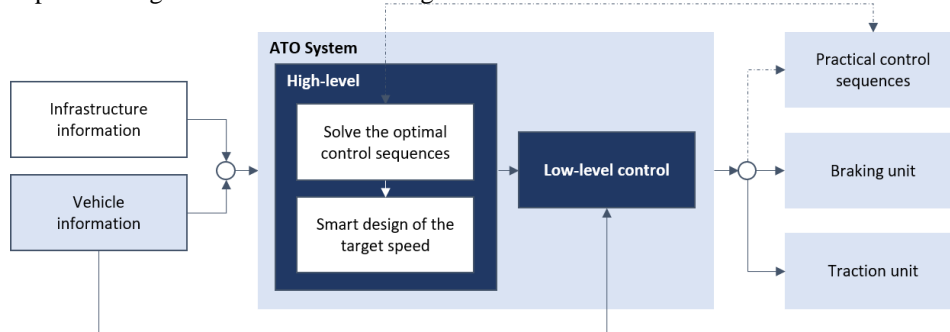 ATO System
High-level
Infrastructure
information
Vehicle
information
Solve the optimal
control sequences
Smart design of the
target speed
Low-level control
Practical control
sequences
Braking unit
Traction unit